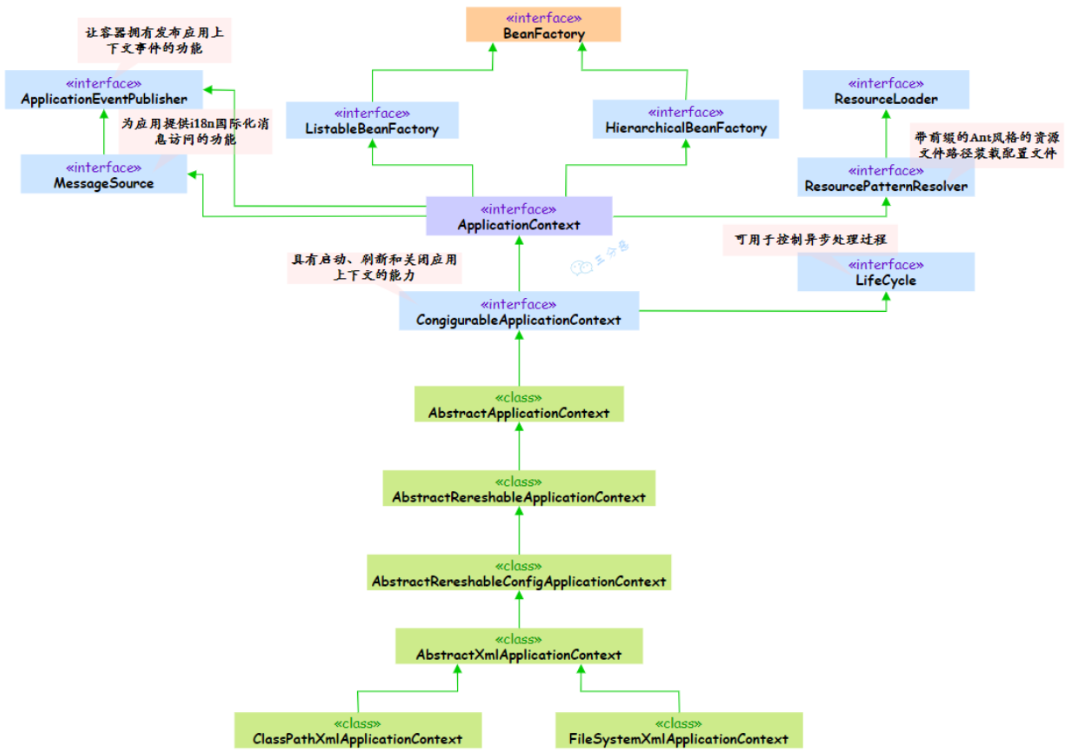 «interface»
BeanFactory
让容器拥有发布应用上
下文事件的功能
«interface»
ApplicationEventPublisher
«interface»
ListableBeanFactory
«interface»
HierarchicalBeanFactory
«interface»
ResourceLoader
为应用提供i18n国际化消
息访问的功能
带前缀的Ant风格的资源
文件路径装载配置文件
«interface»
MessageSource
«interface»
ResourcePatternResolver
«interface»
ApplicationContext
三分恶
可用于控制异步处理过程
具有启动、刷新和关闭应用
上下文的能力
«interface»
LifeCycle
«interface»
CongigurableApplicationContext
«class»
AbstractApplicationContext
«class»
AbstractRereshableApplicationContext
«class»
AbstractRereshableConfigApplicationContext
«class»
AbstractXmlApplicationContext
«class»
ClassPathXmlApplicationContext
«class»
FileSystemXmlApplicationContext